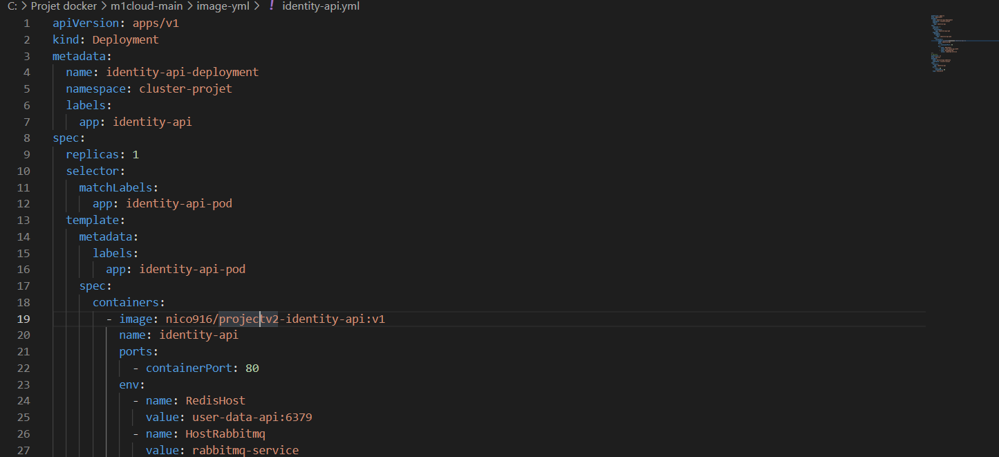 C: > Projet docker > m1cloud-main > image-yml > ! identity-api.yml
1 apiVersion: apps/v1
2 kind: Deployment
3 metadata:
4 name: identity-api-deployment
5 namespace: cluster-projet
6 labels:
7 app: identity-api
8 spec:
9 replicas: 1
10 selector:
11 matchLabels:
12 app: identity-api-pod
13 template:
14 metadata:
15 labels:
16 app: identity-api-pod
17 spec:
18 containers:
19 - image: nico916/projectv2-identity-api:v1
20 name: identity-api
21 ports:
22 - containerPort: 80
23 env:
24 - name: RedisHost
25 value: user-data-api:6379
26 - name: HostRabbitmq
27 value: rabbitmq-service